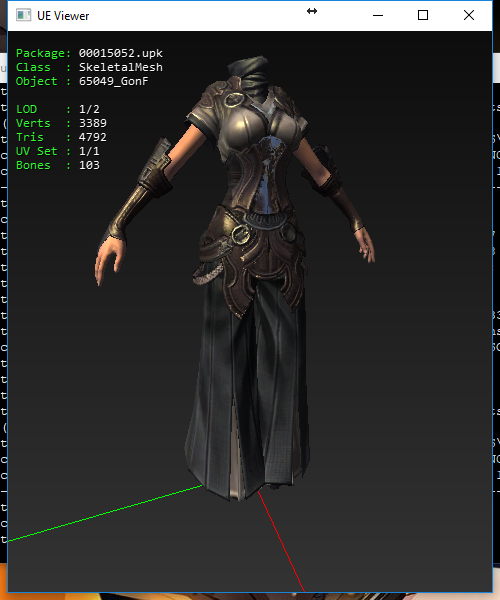 UE Viewer
Package: 00015052.upk
Class : SkeletalMesh
Object : 65049_GonF
LOD : 1/2
Verts : 3389
Tris : 4792
UV Set : 1/1
Bones : 103